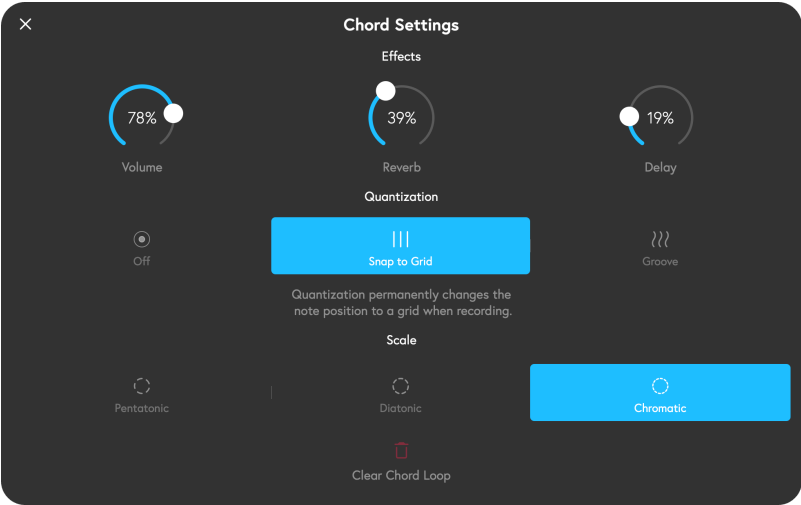 Chord Settings
Effects
78%
39%
19%
Volume
Reverb
Delay
Quantization
Off
Snap to Grid
Groove
Quantization permanently changes the
note position to a grid when recording.
Scale
Pentatonic
Diatonic
Chromatic
Clear Chord Loop